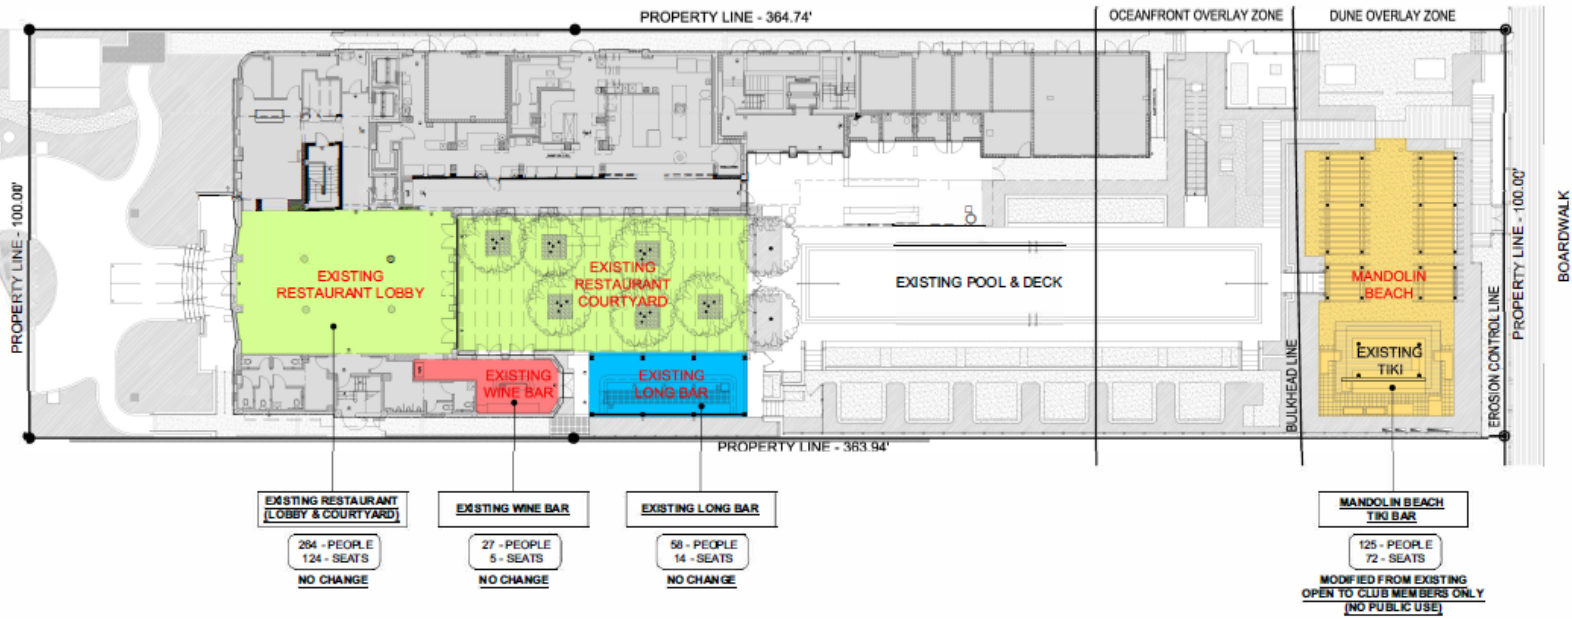 PROPERTY LINE - 364.74'
OCEANFRONT OVERLAY ZONE
DUNE OVERLAY ZONE
PROPERTY LINE - 100.00'
EXISTING
RESTAURANT LOBBY
EXISTING
RESTAURANT
COURTYARD
EXISTING POOL & DECK
MANDOLIN
BEACH
EXISTING
TIKI
EXISTING
WINE BAR
EXISTING
LONG BAR
BULKHEAD LINE
EROSION CONTROL LINE
PROPERTY LINE - 100.00'
BOARDWALK
PROPERTY LINE - 363.94'
EXISTING RESTAURANT
(LOBBY & COURTYARD)
264 - PEOPLE
124 - SEATS
NO CHANGE
EXISTING WINE BAR
27 - PEOPLE
5 - SEATS
NO CHANGE
EXISTING LONG BAR
58 - PEOPLE
14 - SEATS
NO CHANGE
MANDOLIN BEACH
TIKI BAR
125 - PEOPLE
72 - SEATS
MODIFIED FROM EXISTING
OPEN TO CLUB MEMBERS ONLY
(NO PUBLIC USE)